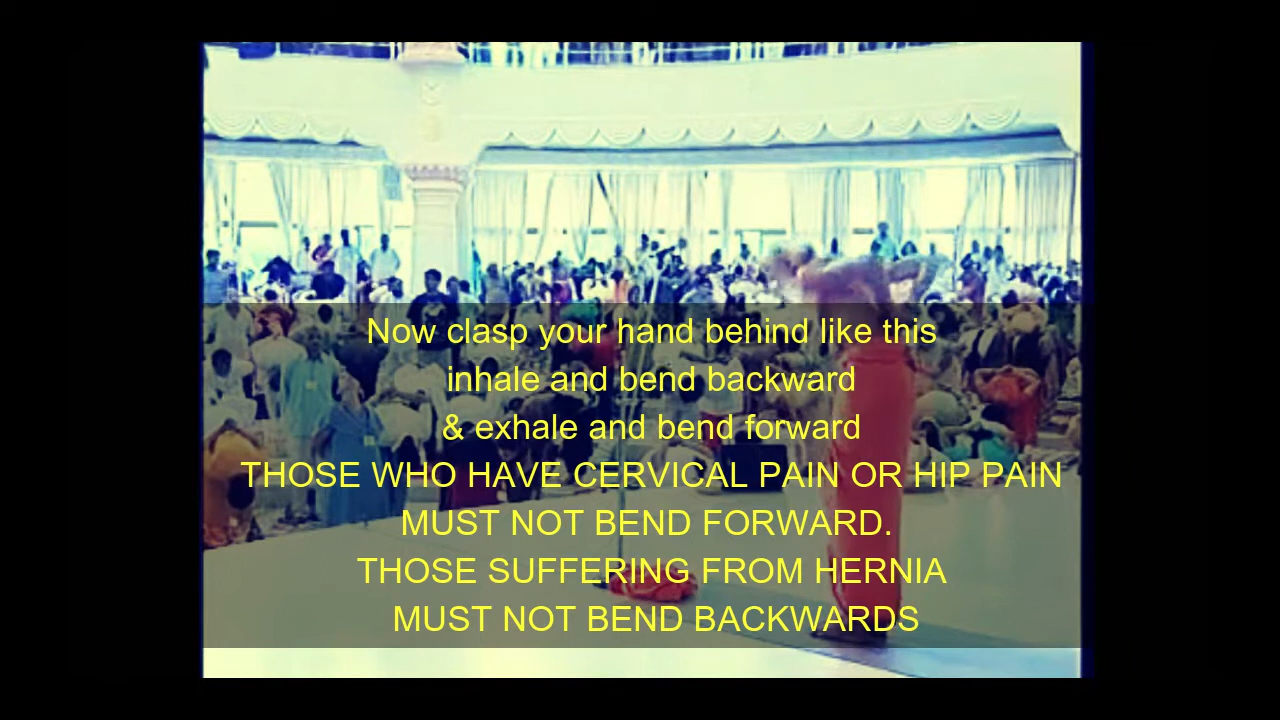 Now clasp your hand behind like this
inhale and bend backward
& exhale and bend forward
THOSE WHO HAVE CERVICAL PAIN OR HIP PAIN
MUST NOT BEND FORWARD.
THOSE SUFFERING FROM HERNIA
MUST NOT BEND BACKWARDS